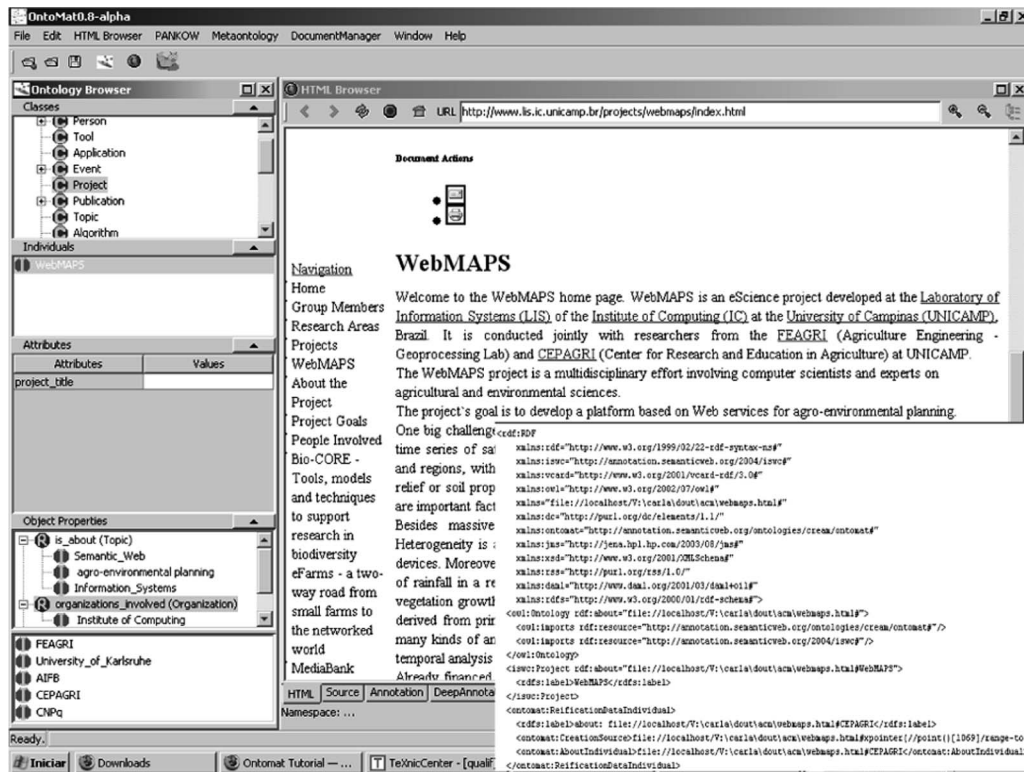 OntoMat0.8-alpha
File Edit HTML Browser PANKOW Metaontology DocumentManager Window Help
Ontology Browser
Classes
Person
Tool
Application
Event
Project
Publication
Topic
Algorithm
Individuals
WebMAPS
Attributes
Attributes Values
project_title
Object Properties
is_about (Topic)
Semantic_Web
agro-environmental planning
Information_Systems
organizations_involved (Organization)
Institute of Computing
FEAGRI
University_of_Karlsruhe
AIFB
CEPAGRI
CNPq
Ready.
HTML Browser
URL http://www.lis.ic.unicamp.br/projects/webmaps/index.html
Document Actions
Navigation
Home
Group Members
Research Areas
Projects
WebMAPS
About the
Project
Project Goals
People Involved
Bio-CORE -
Tools, models
and techniques
to support
research in
biodiversity
eFarms - a two-
way road from
small farms to
the networked
world
MediaBank
WebMAPS
Welcome to the WebMAPS home page. WebMAPS is an eScience project developed at the Laboratory of
Information Systems (LIS) of the Institute of Computing (IC) at the University of Campinas (UNICAMP),
Brazil. It is conducted jointly with researchers from the FEAGRI (Agriculture Engineering -
Geoprocessing Lab) and CEPAGRI (Center for Research and Education in Agriculture) at UNICAMP.
The WebMAPS project is a multidisciplinary effort involving computer scientists and experts on
agricultural and environmental sciences.
The project`s goal is to develop a platform based on Web services for agro-environmental planning.
One big challenge
time series of sa
and regions, with
relief or soil prop
are important fact
Besides massive
Heterogeneity is
devices. Moreove
of rainfall in a re
vegetation growth
derived from prin
many kinds of an
temporal analysis
Already financed
HTML Source Annotation DeepAnnota
Namespace: ...
<rdf:RDF
xmlns:rdf="http://www.w3.org/1999/02/22-rdf-syntax-ns#"
xmlns:iswc="http://annotation.semanticweb.org/2004/iswc#"
xmlns:vcard="http://www.w3.org/2001/vcard-rdf/3.0#"
xmlns:owl="http://www.w3.org/2002/07/owl#"
xmlns="file://localhost/V:\carla\dout\acm\webmaps.html#"
xmlns:dc="http://purl.org/dc/elements/1.1/"
xmlns:ontomat="http://annotation.semanticweb.org/ontologies/cream/ontomat#"
xmlns:jms="http://jena.hpl.hp.com/2003/08/jms#"
xmlns:xsd="http://www.w3.org/2001/XMLSchema#"
xmlns:rss="http://purl.org/rss/1.0/"
xmlns:daml="http://www.daml.org/2001/03/daml+oil#"
xmlns:rdfs="http://www.w3.org/2000/01/rdf-schema#">
<owl:Ontology rdf:about="file://localhost/V:\carla\dout\acm\webmaps.html#">
<owl:imports rdf:resource="http://annotation.semanticweb.org/ontologies/cream/ontomat#"/>
<owl:imports rdf:resource="http://annotation.semanticweb.org/2004/iswc#"/>
</owl:Ontology>
<iswc:Project rdf:about="file://localhost/V:\carla\dout\acm\webmaps.html#WebMAPS">
<rdfs:label>WebMAPS</rdfs:label>
</iswc:Project>
<ontomat:ReificationDataIndividual>
<rdfs:label>about: file://localhost/V:\carla\dout\acm\webmaps.html#CEPAGRI</rdfs:label>
<ontomat:CreationSource>file://localhost/V:\carla\dout\acm\webmaps.html#xpointer[//point()[1069]/range-to
<ontomat:AboutIndividual>file://localhost/V:\carla\dout\acm\webmaps.html#CEPAGRI</ontomat:AboutIndividual
</ontomat:ReificationDataIndividual>
Iniciar Downloads Ontomat Tutorial — ... TeXnicCenter - [qualif